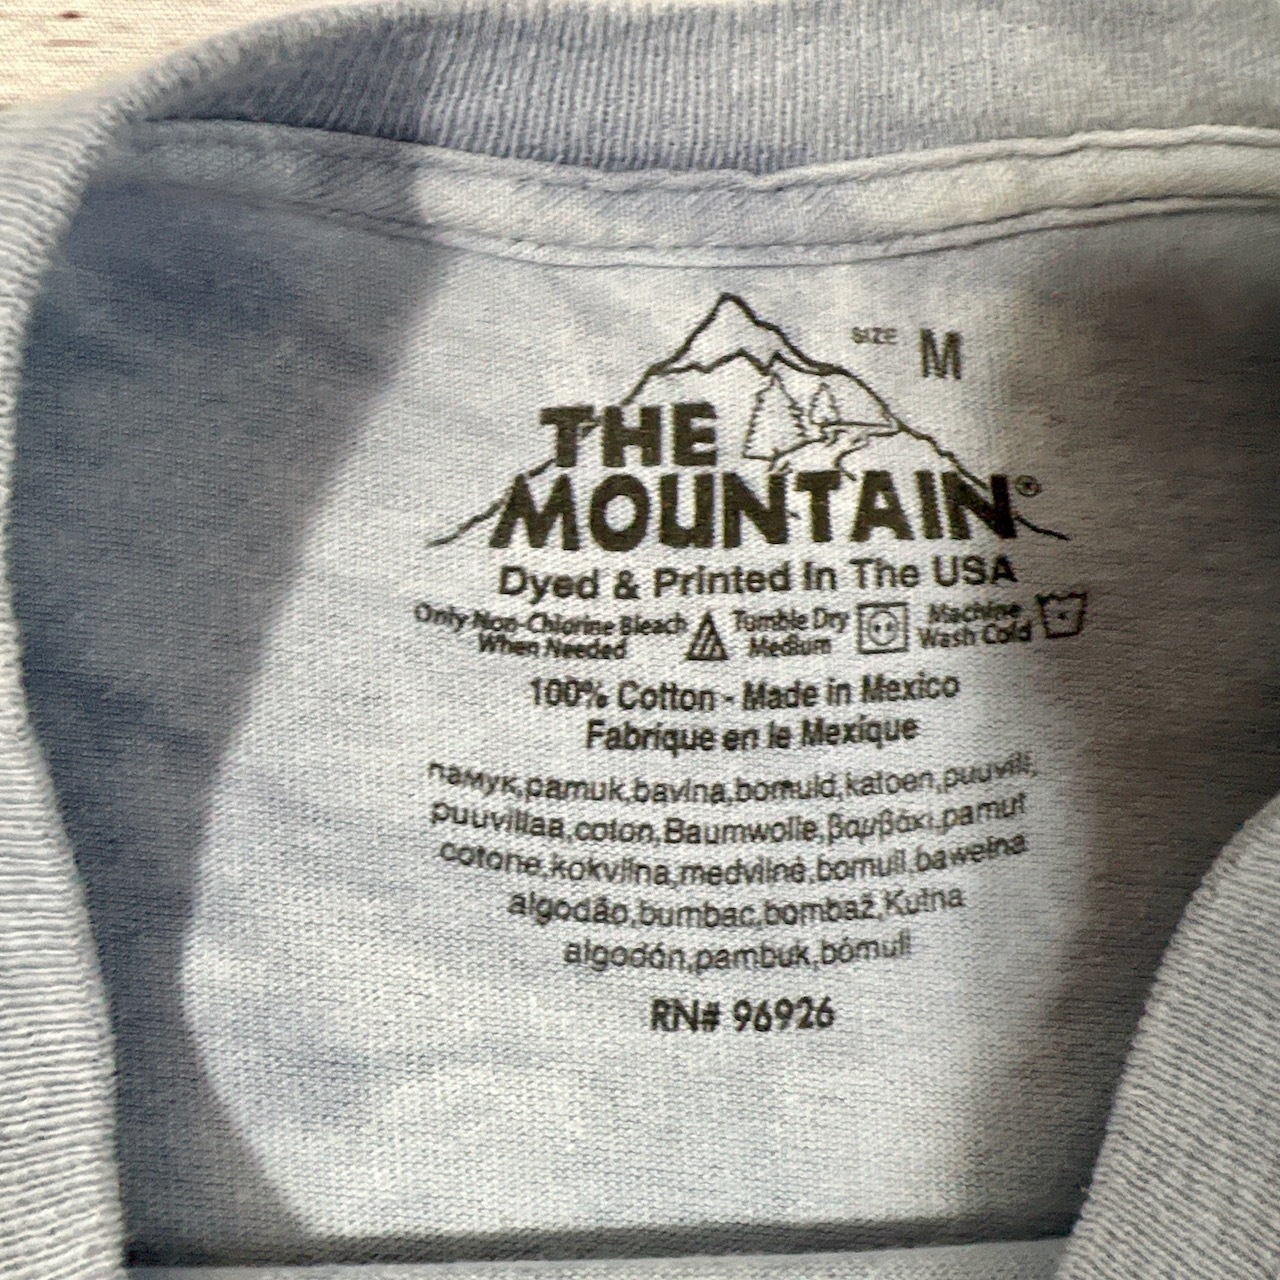 SIZE M
THE
MOUNTAIN®
Dyed & Printed In The USA
Only Non-Chlorine Bleach When Needed
Tumble Dry Medium
Machine Wash Cold
100% Cotton - Made in Mexico
Fabriqué en le Mexique
памук,pamuk,bavlna,bomuld,katoen,puuvill,
puuvillaa,coton,Baumwolle,βαμβάκι,pamut
cotone,kokvilna,medvilnė,bomull,bawełna
algodão,bumbac,bombaž,Kutna
algodón,pambuk,bómull
RN# 96926